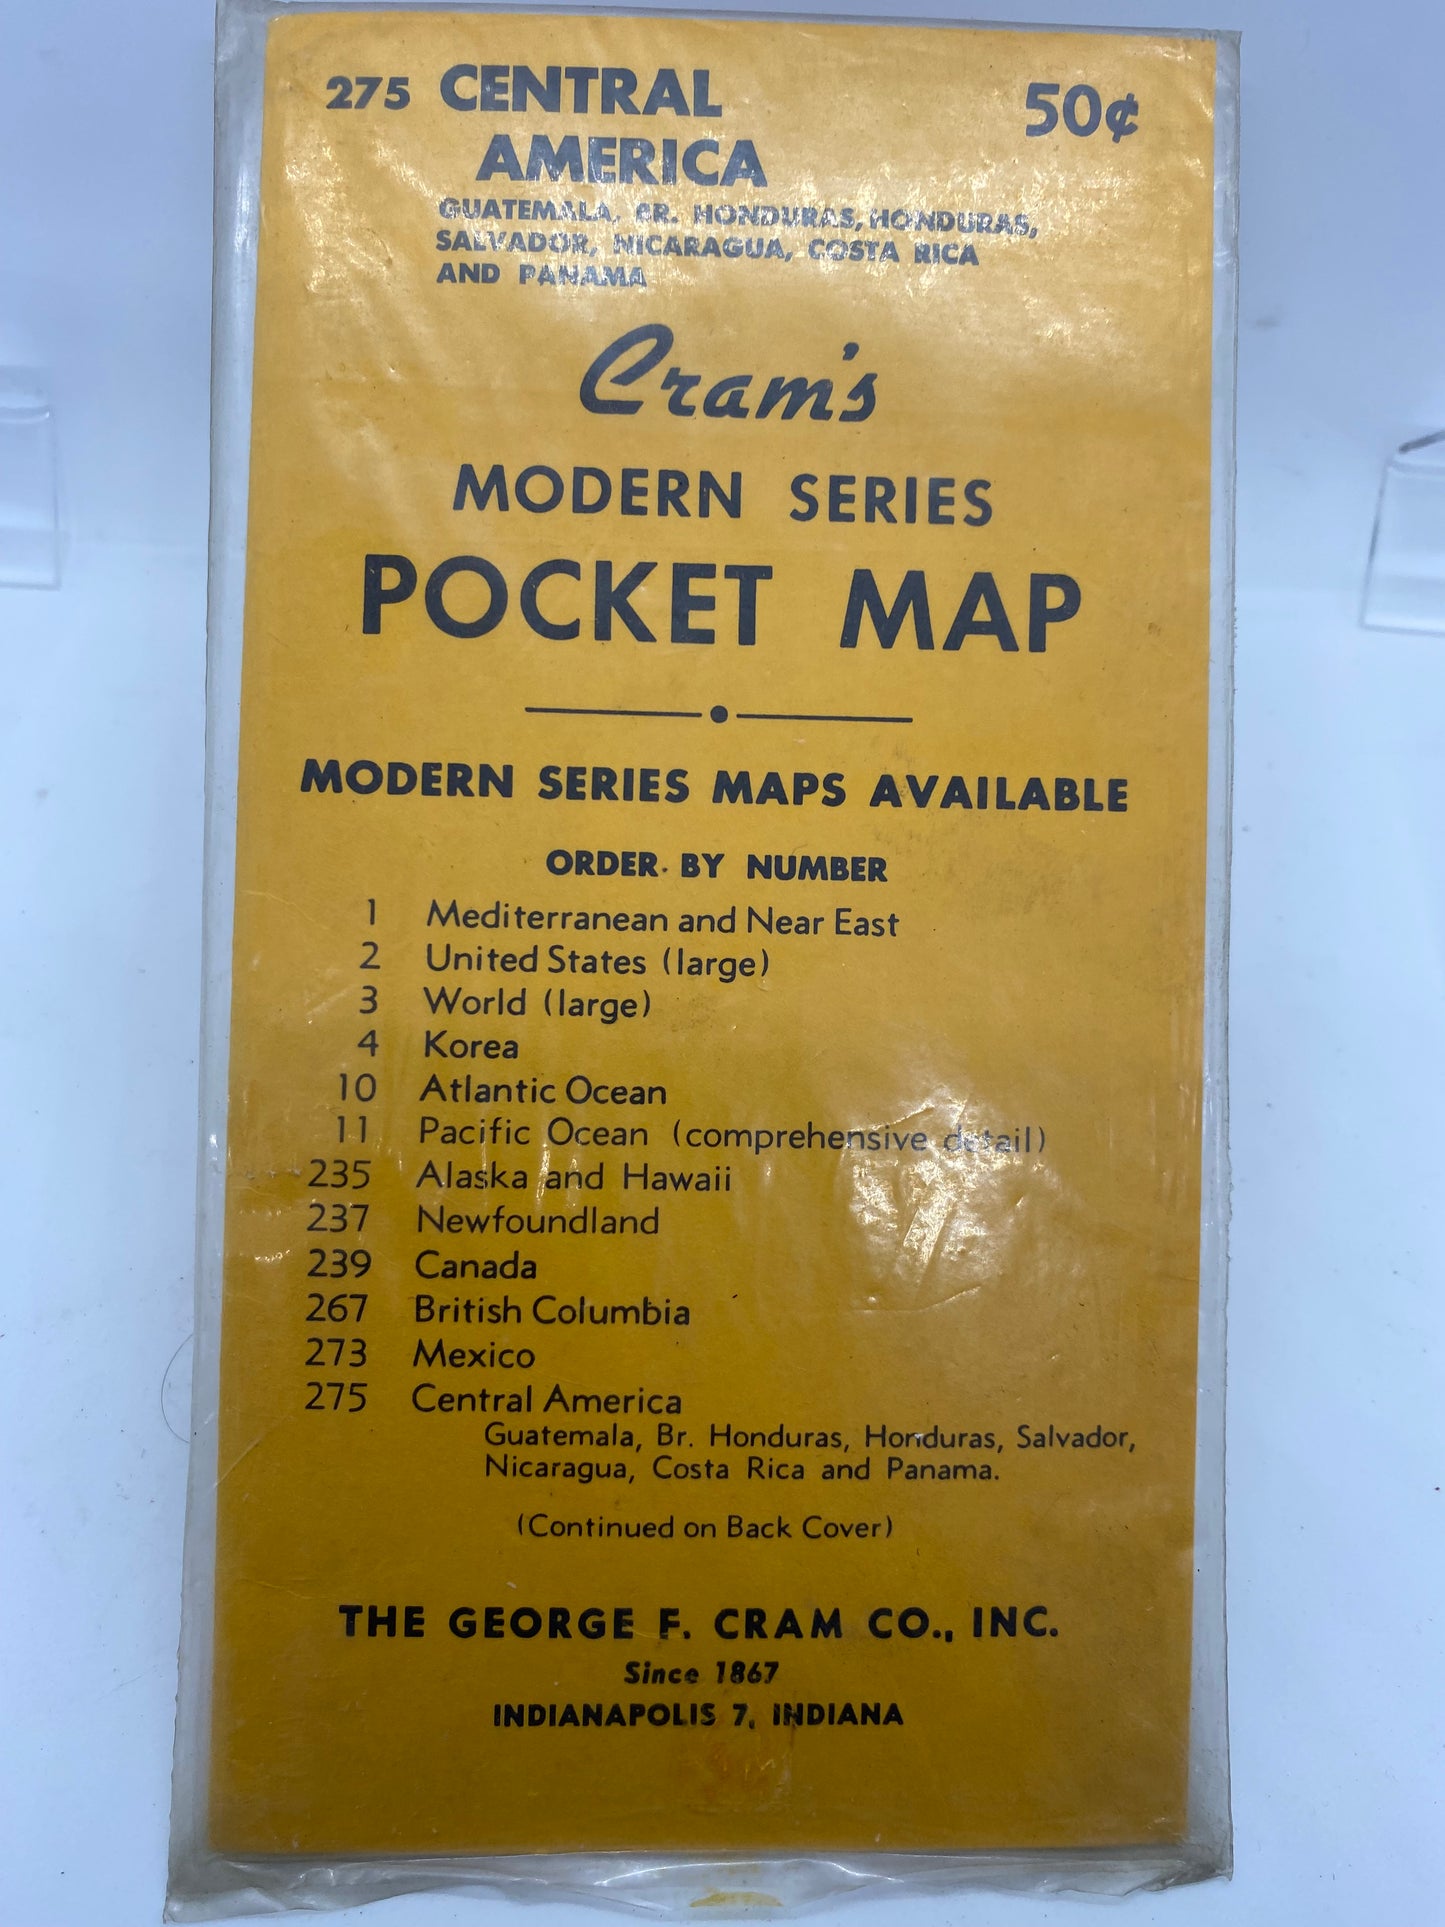 275 CENTRAL AMERICA 50¢
GUATEMALA, BR. HONDURAS, HONDURAS,
SALVADOR, NICARAGUA, COSTA RICA
AND PANAMA
Cram's
MODERN SERIES
POCKET MAP
MODERN SERIES MAPS AVAILABLE
ORDER BY NUMBER
1 Mediterranean and Near East
2 United States (large)
3 World (large)
4 Korea
10 Atlantic Ocean
11 Pacific Ocean (comprehensive detail)
235 Alaska and Hawaii
237 Newfoundland
239 Canada
267 British Columbia
273 Mexico
275 Central America
Guatemala, Br. Honduras, Honduras, Salvador,
Nicaragua, Costa Rica and Panama.
(Continued on Back Cover)
THE GEORGE F. CRAM CO., INC.
Since 1867
INDIANAPOLIS 7, INDIANA